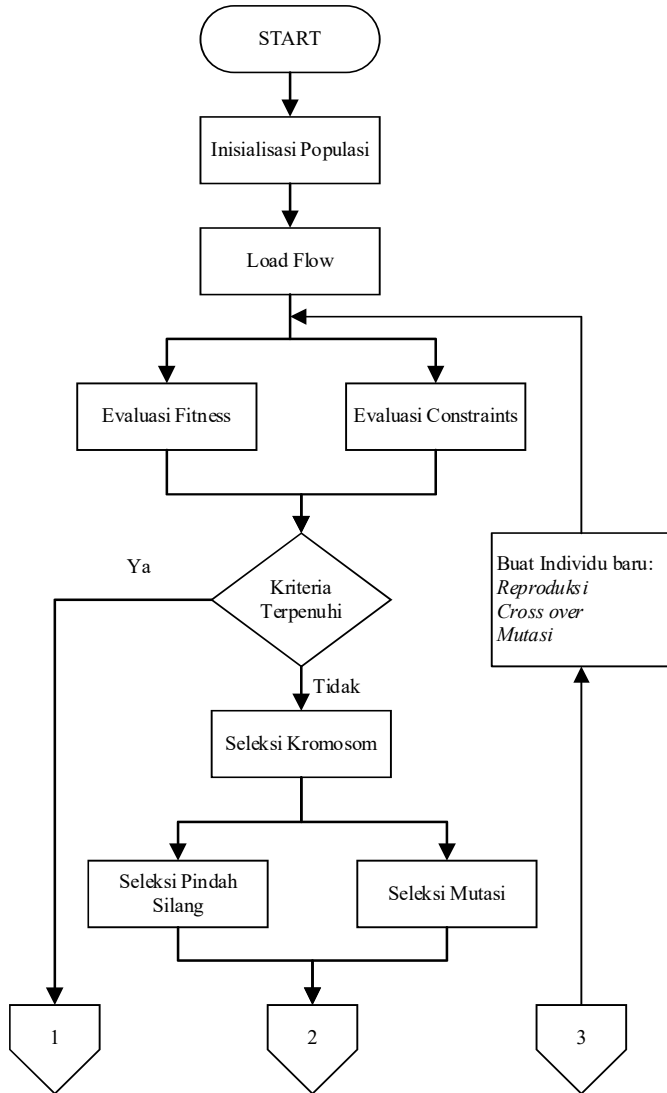 START
Inisialisasi Populasi
Load Flow
Evaluasi Fitness
Evaluasi Constraints
Ya
Kriteria
Terpenuhi
Buat Individu baru:
Reproduksi
Cross over
Mutasi
Tidak
Seleksi Kromosom
Seleksi Pindah
Silang
Seleksi Mutasi
1
2
3